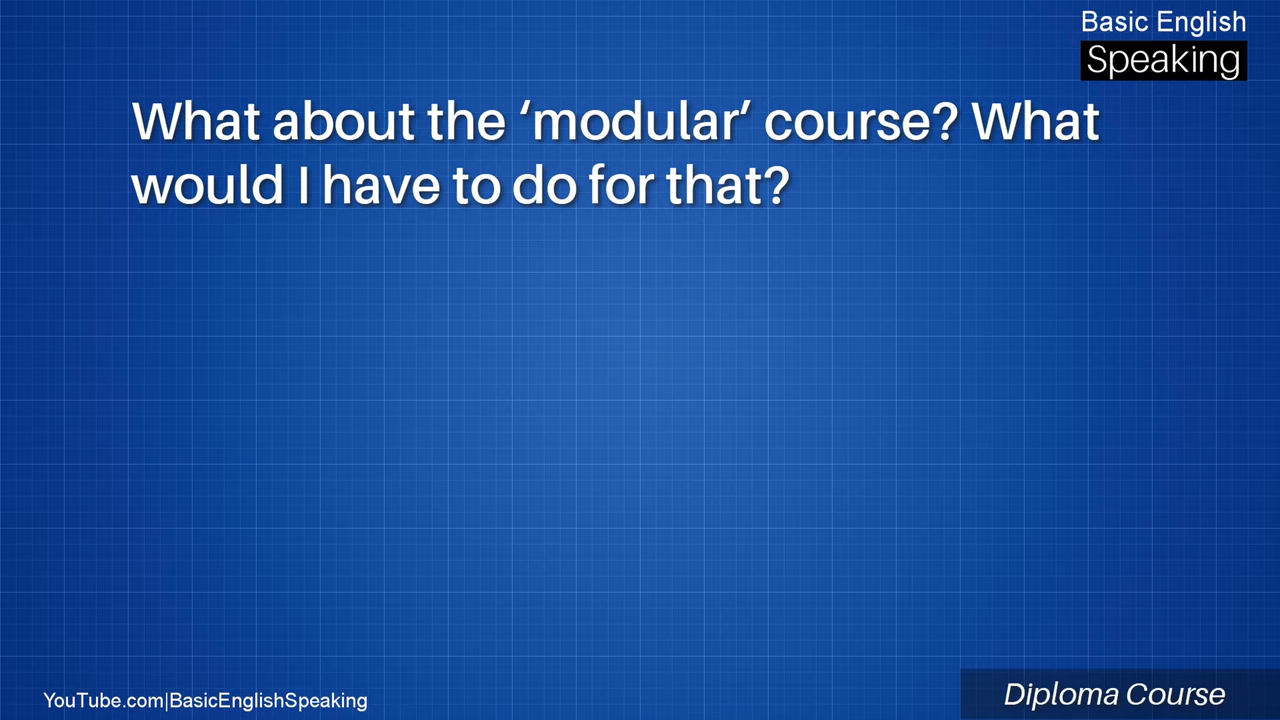 Basic English
Speaking
What about the ‘modular’ course? What
would I have to do for that?
YouTube.com|BasicEnglishSpeaking
Diploma Course